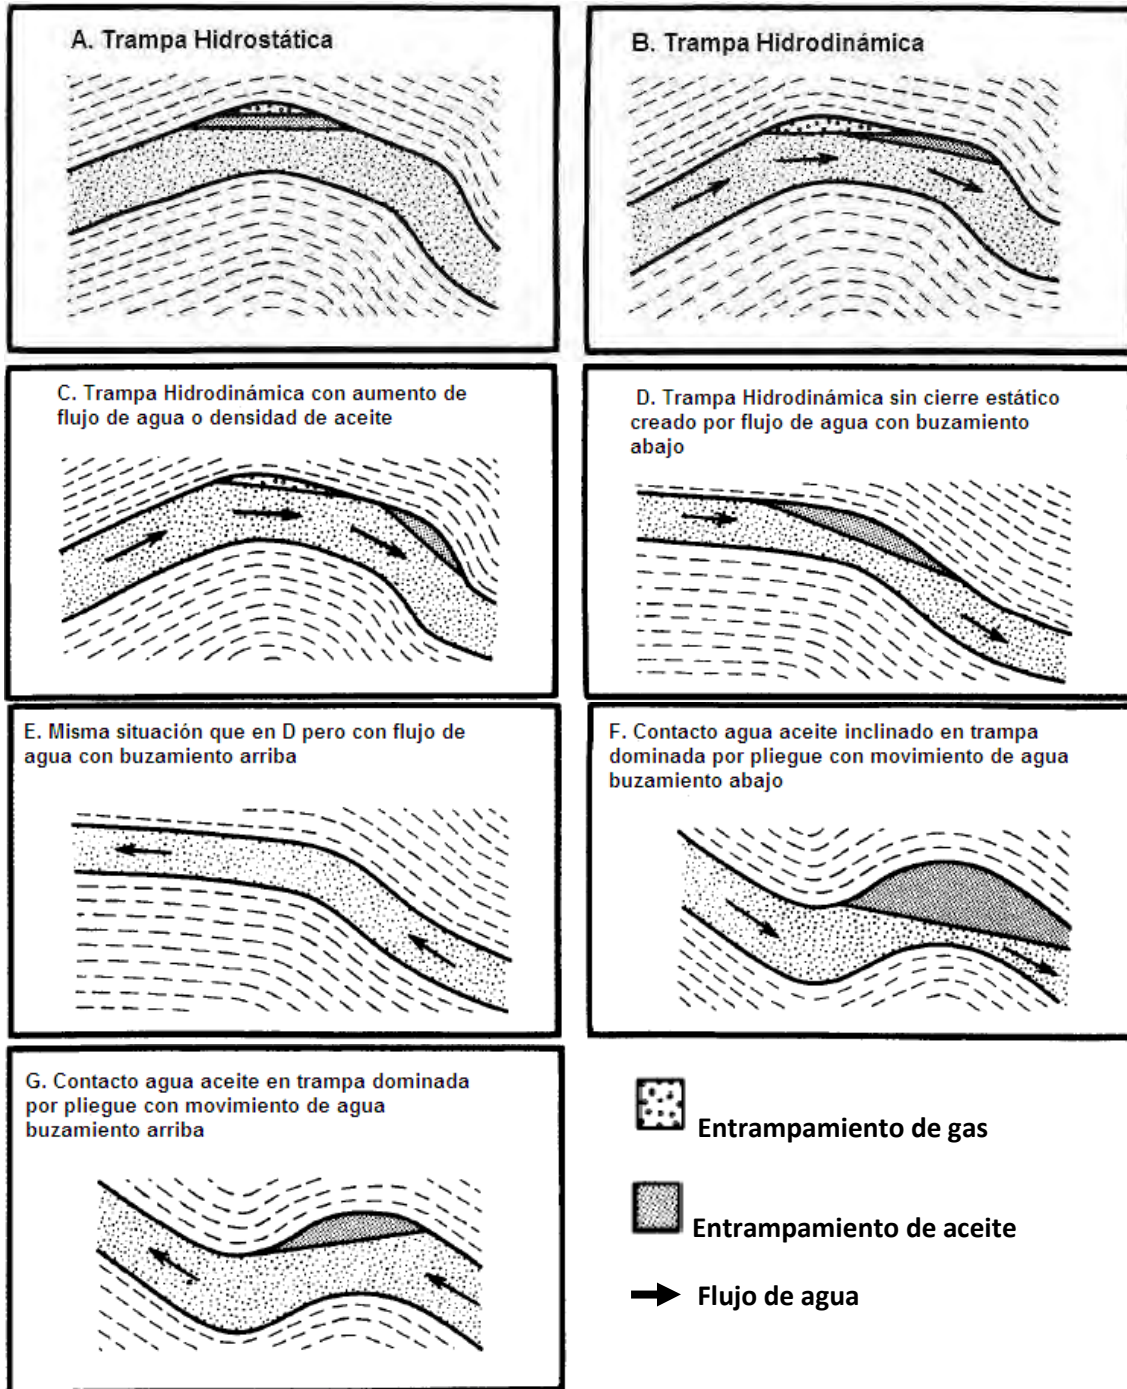 A. Trampa Hidrostática
B. Trampa Hidrodinámica
C. Trampa Hidrodinámica con aumento de
flujo de agua o densidad de aceite
D. Trampa Hidrodinámica sin cierre estático
creado por flujo de agua con buzamiento
abajo
E. Misma situación que en D pero con flujo de
agua con buzamiento arriba
F. Contacto agua aceite inclinado en trampa
dominada por pliegue con movimiento de agua
buzamiento abajo
G. Contacto agua aceite en trampa dominada
por pliegue con movimiento de agua
buzamiento arriba
Entrampamiento de gas
Entrampamiento de aceite
Flujo de agua